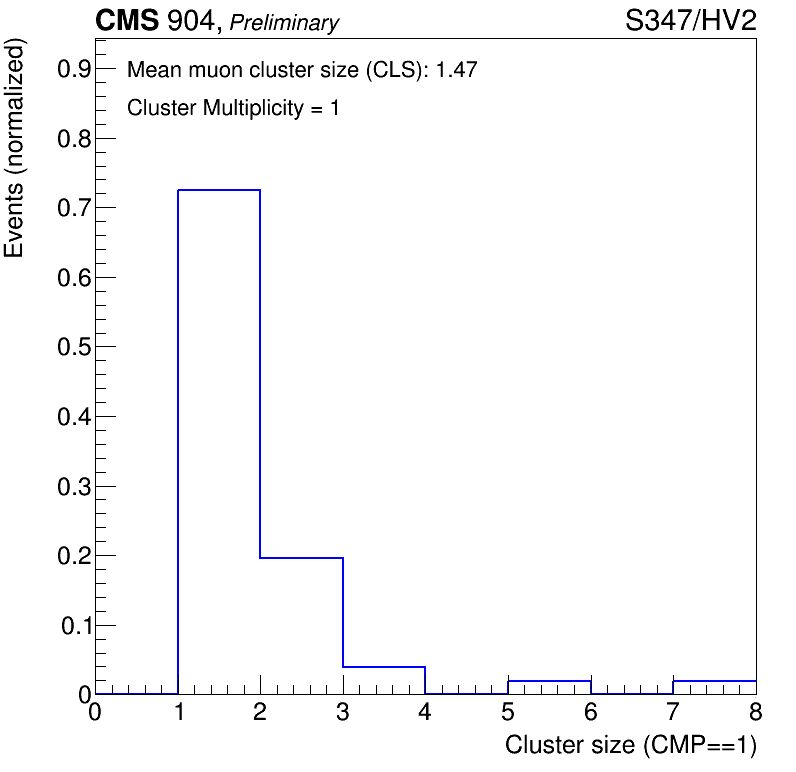 CMS 904, Preliminary S347/HV2
Mean muon cluster size (CLS): 1.47
Cluster Multiplicity = 1
Events (normalized)
0.9
0.8
0.7
0.6
0.5
0.4
0.3
0.2
0.1
0
0 1 2 3 4 5 6 7 8
Cluster size (CMP==1)